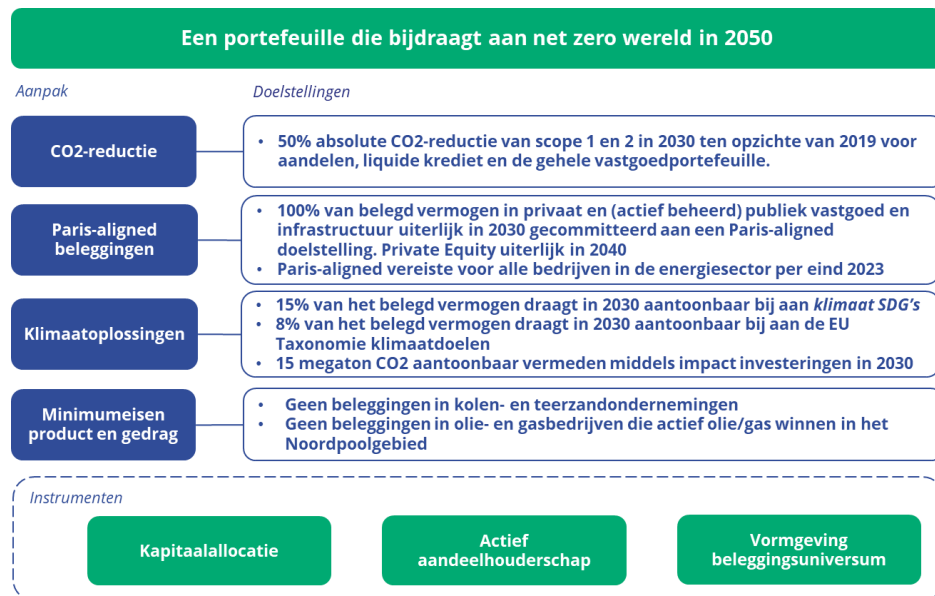 Een portefeuille die bijdraagt aan net zero wereld in 2050
Aanpak
Doelstellingen
CO2-reductie
• 50% absolute CO2-reductie van scope 1 en 2 in 2030 ten opzichte van 2019 voor
aandelen, liquide krediet en de gehele vastgoedportefeuille.
Paris-aligned
beleggingen
• 100% van belegd vermogen in privaat en (actief beheerd) publiek vastgoed en
infrastructuur uiterlijk in 2030 gecommitteerd aan een Paris-aligned
doelstelling. Private Equity uiterlijk in 2040
• Paris-aligned vereiste voor alle bedrijven in de energiesector per eind 2023
Klimaatoplossingen
• 15% van het belegd vermogen draagt in 2030 aantoonbaar bij aan klimaat SDG’s
• 8% van het belegd vermogen draagt in 2030 aantoonbaar bij aan de EU
Taxonomie klimaatdoelen
• 15 megaton CO2 aantoonbaar vermeden middels impact investeringen in 2030
Minimumeisen
product en gedrag
• Geen beleggingen in kolen- en teerzandondernemingen
• Geen beleggingen in olie- en gasbedrijven die actief olie/gas winnen in het
Noordpoolgebied
Instrumenten
Kapitaalallocatie
Actief
aandeelhouderschap
Vormgeving
beleggingsuniversum